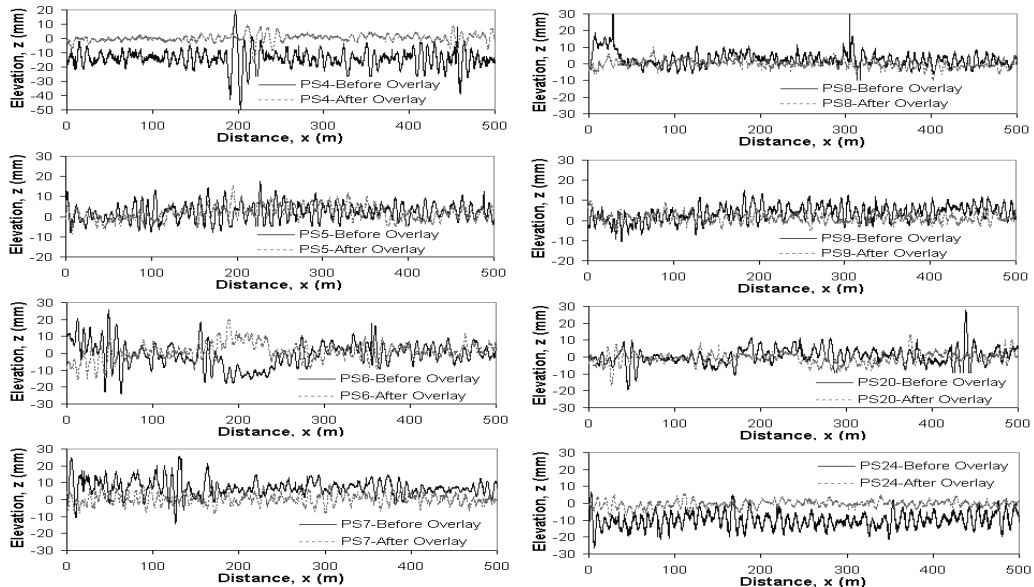 Elevation, z (mm)
20
10
0
-10
-20
-30
-40
-50
PS4-Before Overlay
PS4-After Overlay
0 100 200 300 400 500
Distance, x (m)
Elevation, z (mm)
30
20
10
0
-10
-20
PS5-Before Overlay
PS5-After Overlay
0 100 200 300 400 500
Distance, x (m)
Elevation, z (mm)
30
20
10
0
-10
-20
-30
PS6-Before Overlay
PS6-After Overlay
0 100 200 300 400 500
Distance, x (m)
Elevation, z (mm)
30
20
10
0
-10
-20
-30
PS7-Before Overlay
PS7-After Overlay
0 100 200 300 400 500
Distance, x (m)
Elevation, z (mm)
30
20
10
0
-10
-20
-30
PS8-Before Overlay
PS8-After Overlay
0 100 200 300 400 500
Distance, x (m)
Elevation, z (mm)
30
20
10
0
-10
-20
PS9-Before Overlay
PS9-After Overlay
0 100 200 300 400 500
Distance, x (m)
Elevation, z (mm)
30
20
10
0
-10
-20
-30
PS20-Before Overlay
PS20-After Overlay
0 100 200 300 400 500
Distance, x (m)
Elevation, z (mm)
30
20
10
0
-10
-20
-30
PS24-Before Overlay
PS24-After Overlay
0 100 200 300 400 500
Distance, x (m)